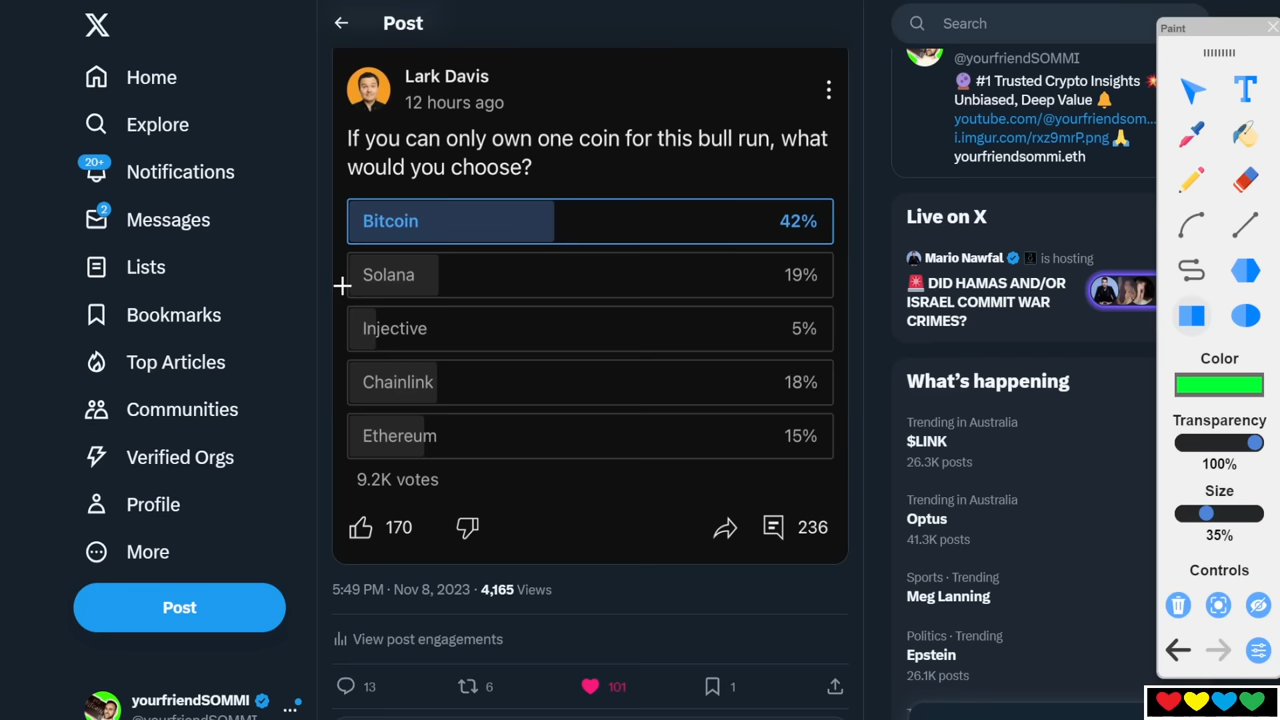 Home
Explore
20+
Notifications
2
Messages
Lists
Bookmarks
Top Articles
Communities
Verified Orgs
Profile
More
Post
yourfriendSOMMI
Post
Lark Davis
12 hours ago
If you can only own one coin for this bull run, what
would you choose?
Bitcoin 42%
Solana 19%
Injective 5%
Chainlink 18%
Ethereum 15%
9.2K votes
170
236
5:49 PM · Nov 8, 2023 · 4,165 Views
View post engagements
13
6
101
1
Search
@yourfriendSOMMI
#1 Trusted Crypto Insights
Unbiased, Deep Value
youtube.com/@yourfriendsom...
i.imgur.com/rxz9mrP.png
yourfriendsommi.eth
Live on X
Mario Nawfal is hosting
DID HAMAS AND/OR
ISRAEL COMMIT WAR
CRIMES?
What's happening
Trending in Australia
$LINK
26.3K posts
Trending in Australia
Optus
41.3K posts
Sports · Trending
Meg Lanning
Politics · Trending
Epstein
26.1K posts
Paint
T
Color
Transparency
100%
Size
35%
Controls